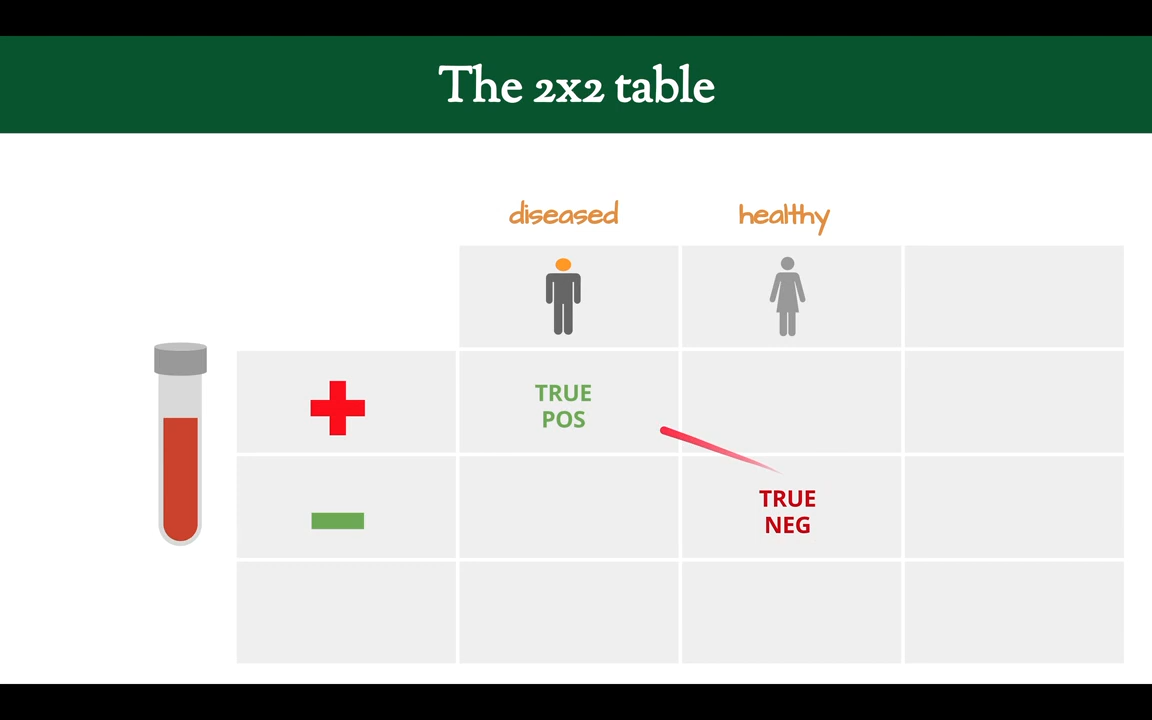 The 2x2 table
diseased
healthy
TRUE
POS
TRUE
NEG